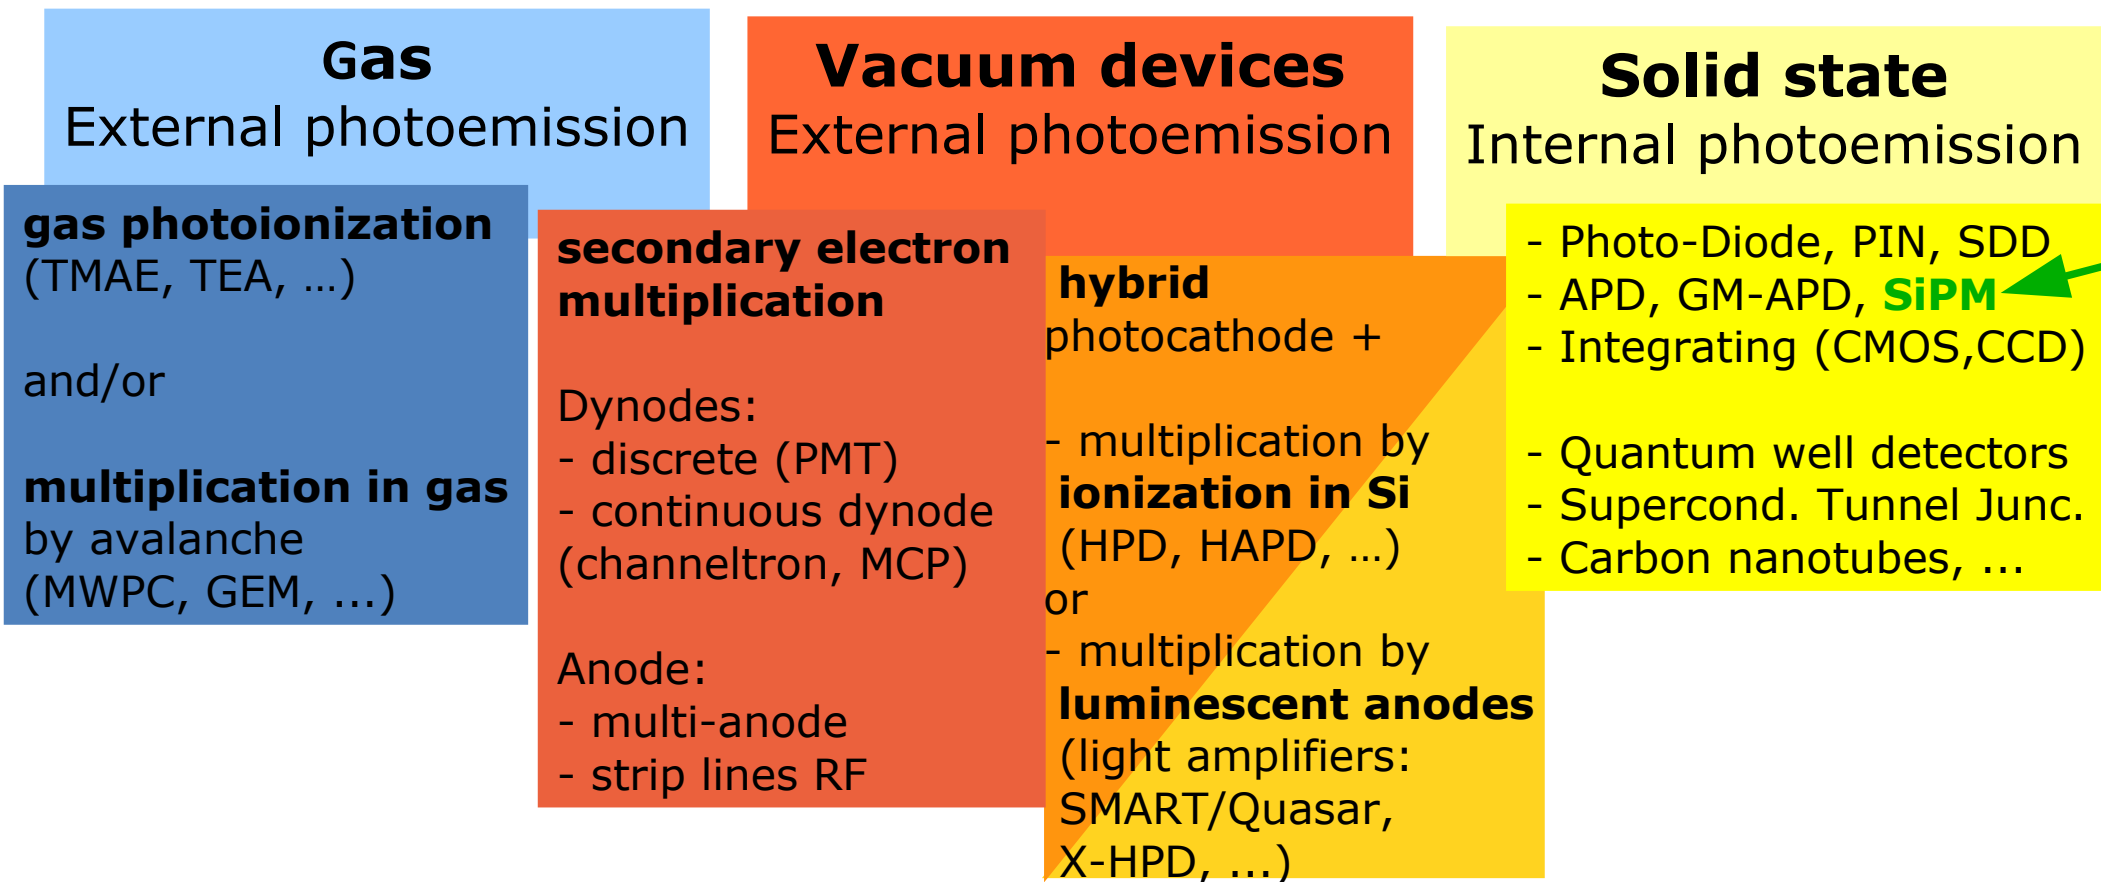 Gas
External photoemission
gas photoionization
(TMAE, TEA, …)
and/or
multiplication in gas
by avalanche
(MWPC, GEM, ...)
Vacuum devices
External photoemission
secondary electron
multiplication
Dynodes:
- discrete (PMT)
- continuous dynode
(channeltron, MCP)
Anode:
- multi-anode
- strip lines RF
hybrid
photocathode +
- multiplication by
ionization in Si
(HPD, HAPD, …)
or
- multiplication by
luminescent anodes
(light amplifiers:
SMART/Quasar,
X-HPD, ...)
Solid state
Internal photoemission
- Photo-Diode, PIN, SDD
- APD, GM-APD, SiPM
- Integrating (CMOS,CCD)
- Quantum well detectors
- Supercond. Tunnel Junc.
- Carbon nanotubes, ...